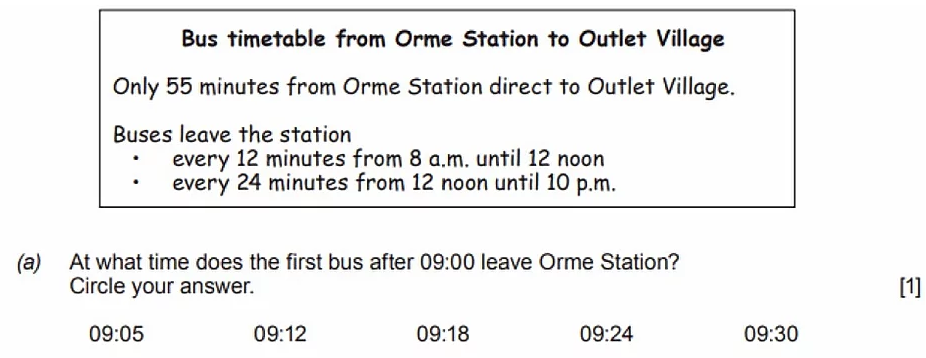 Bus timetable from Orme Station to Outlet Village
Only 55 minutes from Orme Station direct to Outlet Village.
Buses leave the station
• every 12 minutes from 8 a.m. until 12 noon
• every 24 minutes from 12 noon until 10 p.m.
(a) At what time does the first bus after 09:00 leave Orme Station?
Circle your answer. [1]
09:05 09:12 09:18 09:24 09:30